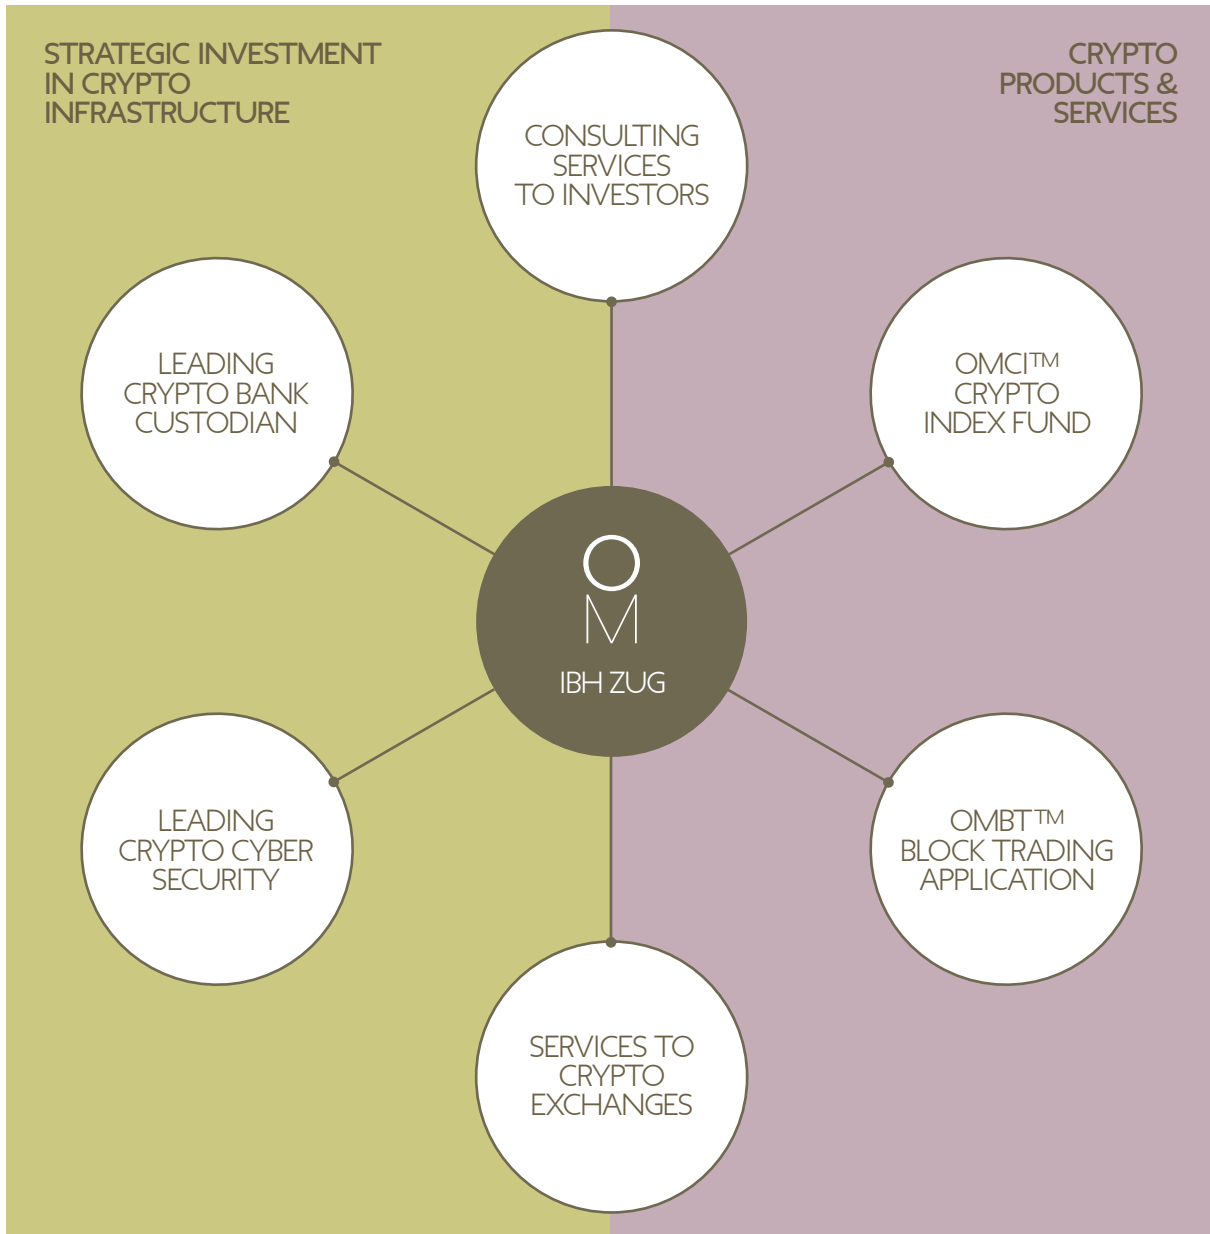 STRATEGIC INVESTMENT
IN CRYPTO
INFRASTRUCTURE
CRYPTO
PRODUCTS &
SERVICES
CONSULTING
SERVICES
TO INVESTORS
LEADING
CRYPTO BANK
CUSTODIAN
OMCI™
CRYPTO
INDEX FUND
O
M
IBH ZUG
LEADING
CRYPTO CYBER
SECURITY
OMBT™
BLOCK TRADING
APPLICATION
SERVICES TO
CRYPTO
EXCHANGES